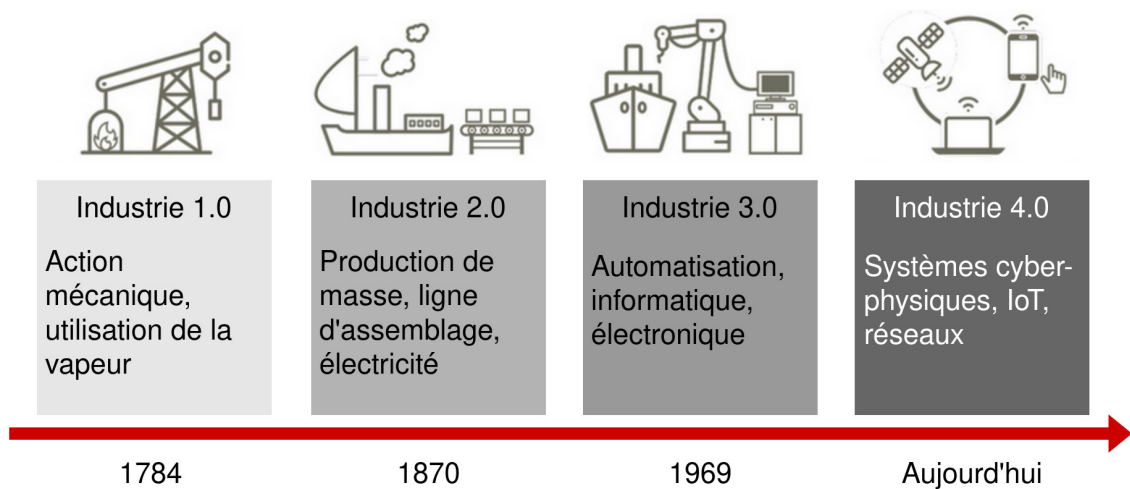 Industrie 1.0
Action
mécanique,
utilisation de la
vapeur
Industrie 2.0
Production de
masse, ligne
d'assemblage,
électricité
Industrie 3.0
Automatisation,
informatique,
électronique
Industrie 4.0
Systèmes cyber-
physiques, IoT,
réseaux
1784
1870
1969
Aujourd'hui